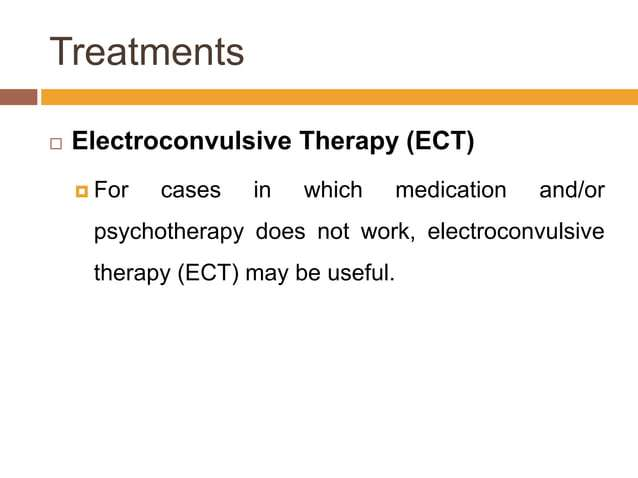 Treatments
Electroconvulsive Therapy (ECT)
For cases in which medication and/or
psychotherapy does not work, electroconvulsive
therapy (ECT) may be useful.